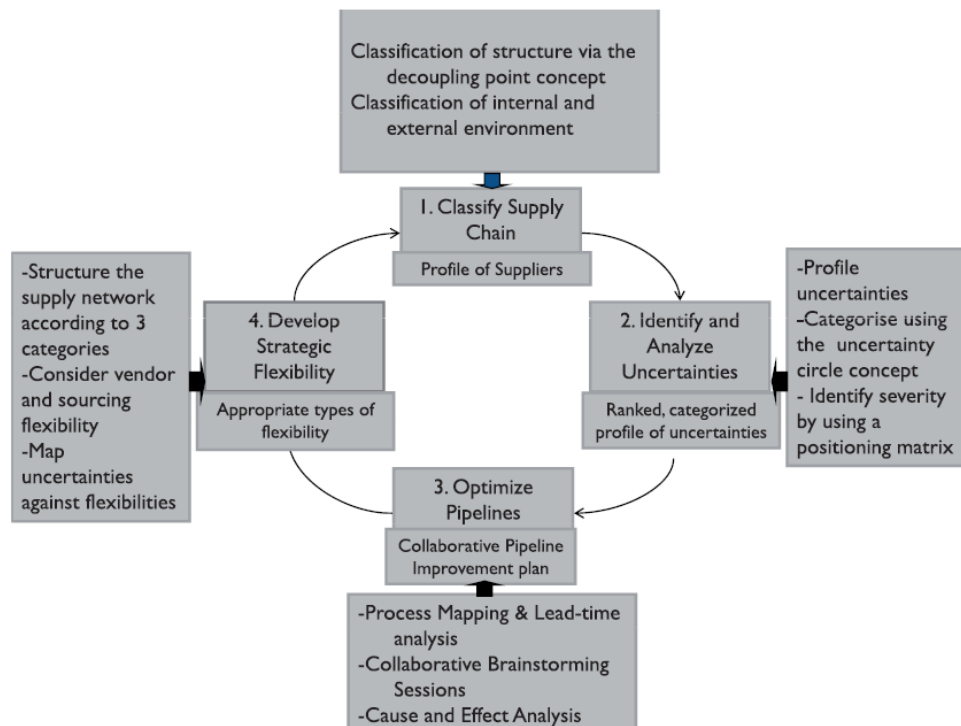 Classification of structure via the
decoupling point concept
Classification of internal and
external environment
1. Classify Supply
Chain
Profile of Suppliers
-Structure the
supply network
according to 3
categories
-Consider vendor
and sourcing
flexibility
-Map
uncertainties
against flexibilities
4. Develop
Strategic
Flexibility
Appropriate types of
flexibility
2. Identify and
Analyze
Uncertainties
Ranked, categorized
profile of uncertainties
-Profile
uncertainties
-Categorise using
the uncertainty
circle concept
- Identify severity
by using a
positioning matrix
3. Optimize
Pipelines
Collaborative Pipeline
Improvement plan
-Process Mapping & Lead-time
analysis
-Collaborative Brainstorming
Sessions
-Cause and Effect Analysis